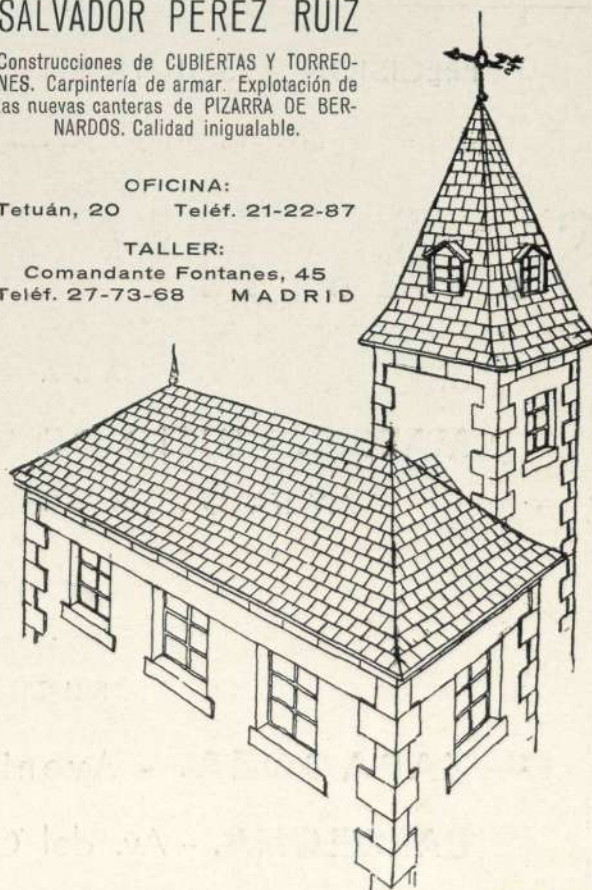 SALVADOR PEREZ RUIZ
Construcciones de CUBIERTAS Y TORREO-
NES. Carpintería de armar. Explotación de
las nuevas canteras de PIZARRA DE BER-
NARDOS. Calidad inigualable.
OFICINA:
Tetuán, 20 Teléf. 21-22-87
TALLER:
Comandante Fontanes, 45
Teléf. 27-73-68 MADRID